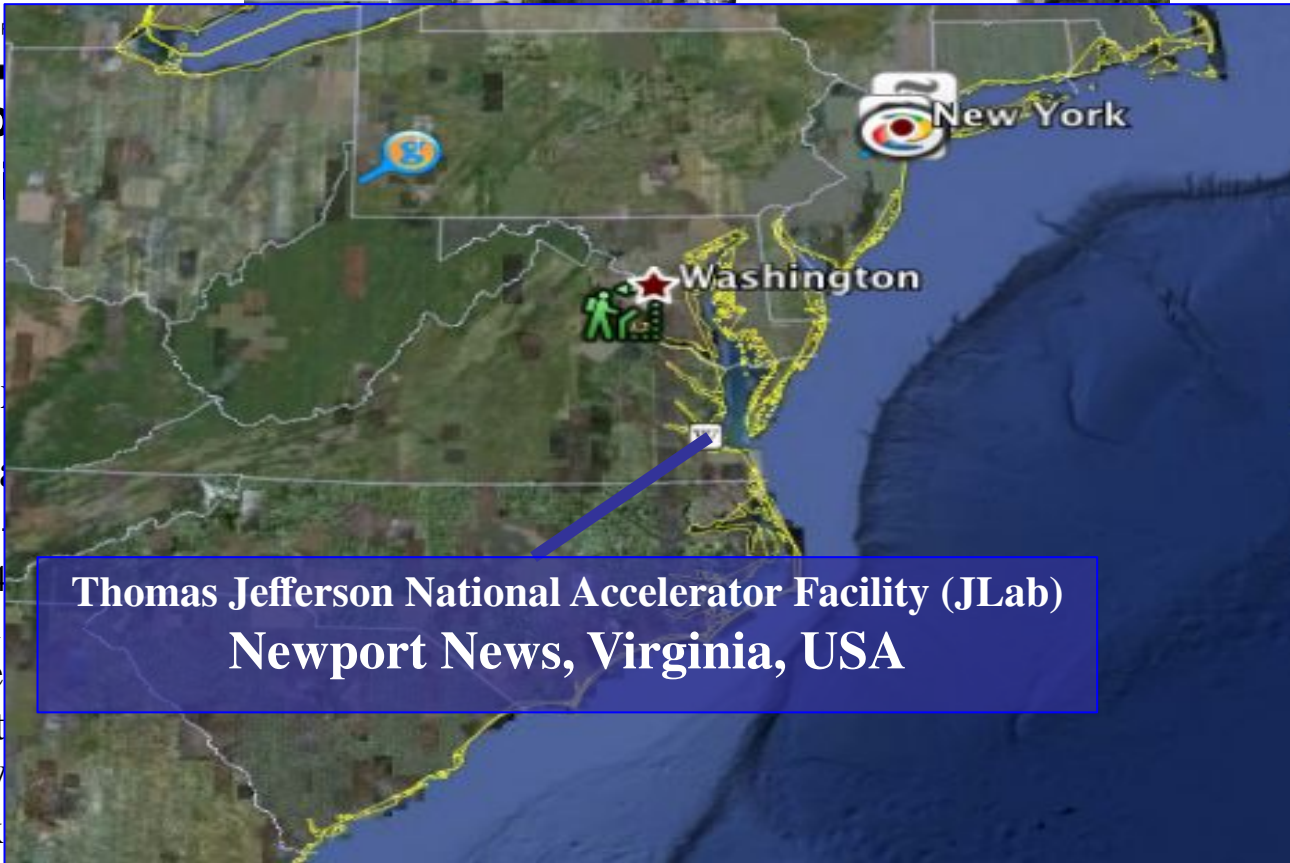 New York
Washington
Thomas Jefferson National Accelerator Facility (JLab)
Newport News, Virginia, USA